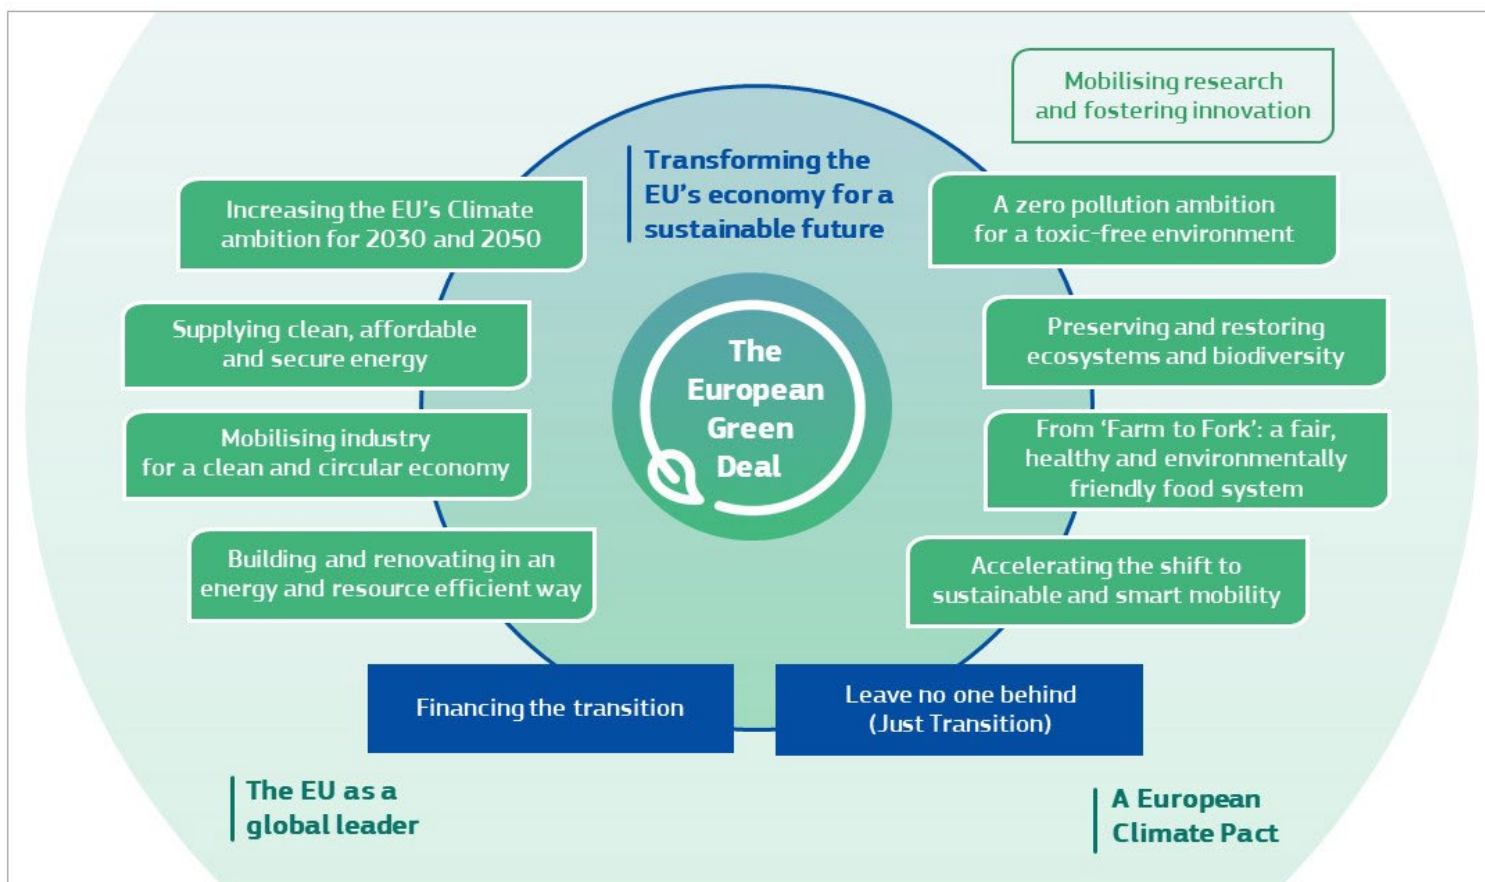 Mobilising research
and fostering innovation
Transforming the
EU's economy for a
sustainable future
Increasing the EU's Climate
ambition for 2030 and 2050
A zero pollution ambition
for a toxic-free environment
Supplying clean, affordable
and secure energy
Preserving and restoring
ecosystems and biodiversity
The
European
Green
Deal
Mobilising industry
for a clean and circular economy
From ‘Farm to Fork’: a fair,
healthy and environmentally
friendly food system
Building and renovating in an
energy and resource efficient way
Accelerating the shift to
sustainable and smart mobility
Financing the transition
Leave no one behind
(Just Transition)
The EU as a
global leader
A European
Climate Pact